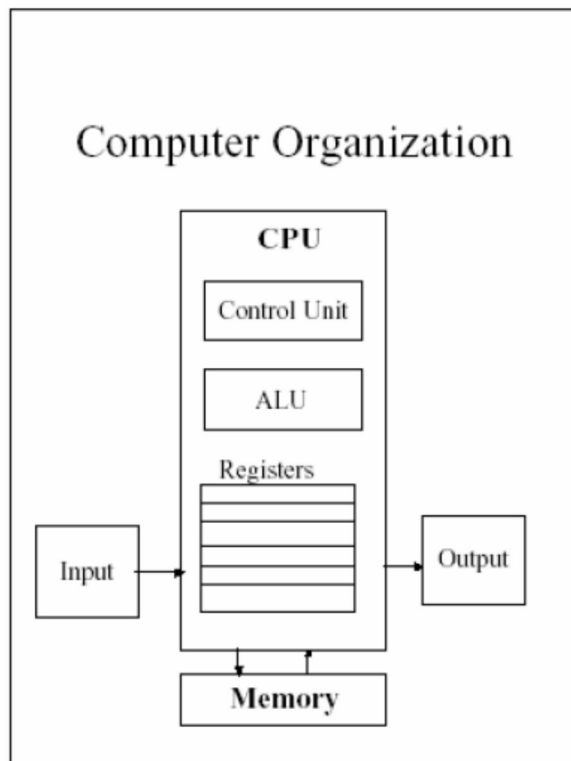 Computer Organization
CPU
Control Unit
ALU
Registers
Input
Output
Memory